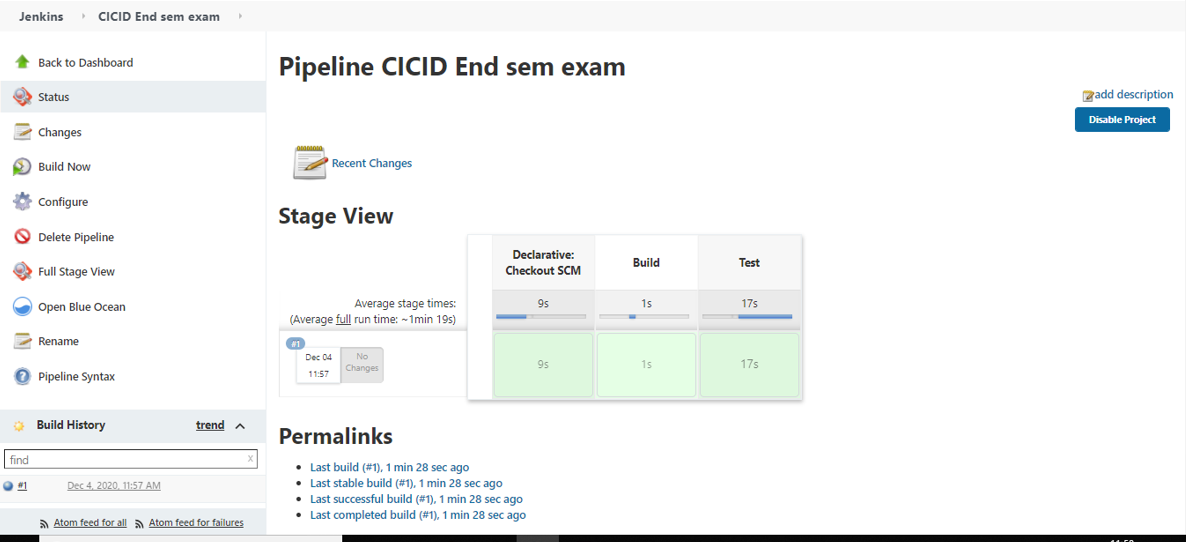 Jenkins CICID End sem exam
Back to Dashboard
Status
Changes
Build Now
Configure
Delete Pipeline
Full Stage View
Open Blue Ocean
Rename
Pipeline Syntax
Build History trend
find x
#1 Dec 4, 2020, 11:57 AM
Atom feed for all Atom feed for failures
Pipeline CICID End sem exam
add description
Disable Project
Recent Changes
Stage View
Declarative:
Checkout SCM
Build
Test
Average stage times:
(Average full run time: ~1min 19s)
9s 1s 17s
#1
Dec 04
11:57
No
Changes
9s 1s 17s
Permalinks
Last build (#1), 1 min 28 sec ago
Last stable build (#1), 1 min 28 sec ago
Last successful build (#1), 1 min 28 sec ago
Last completed build (#1), 1 min 28 sec ago